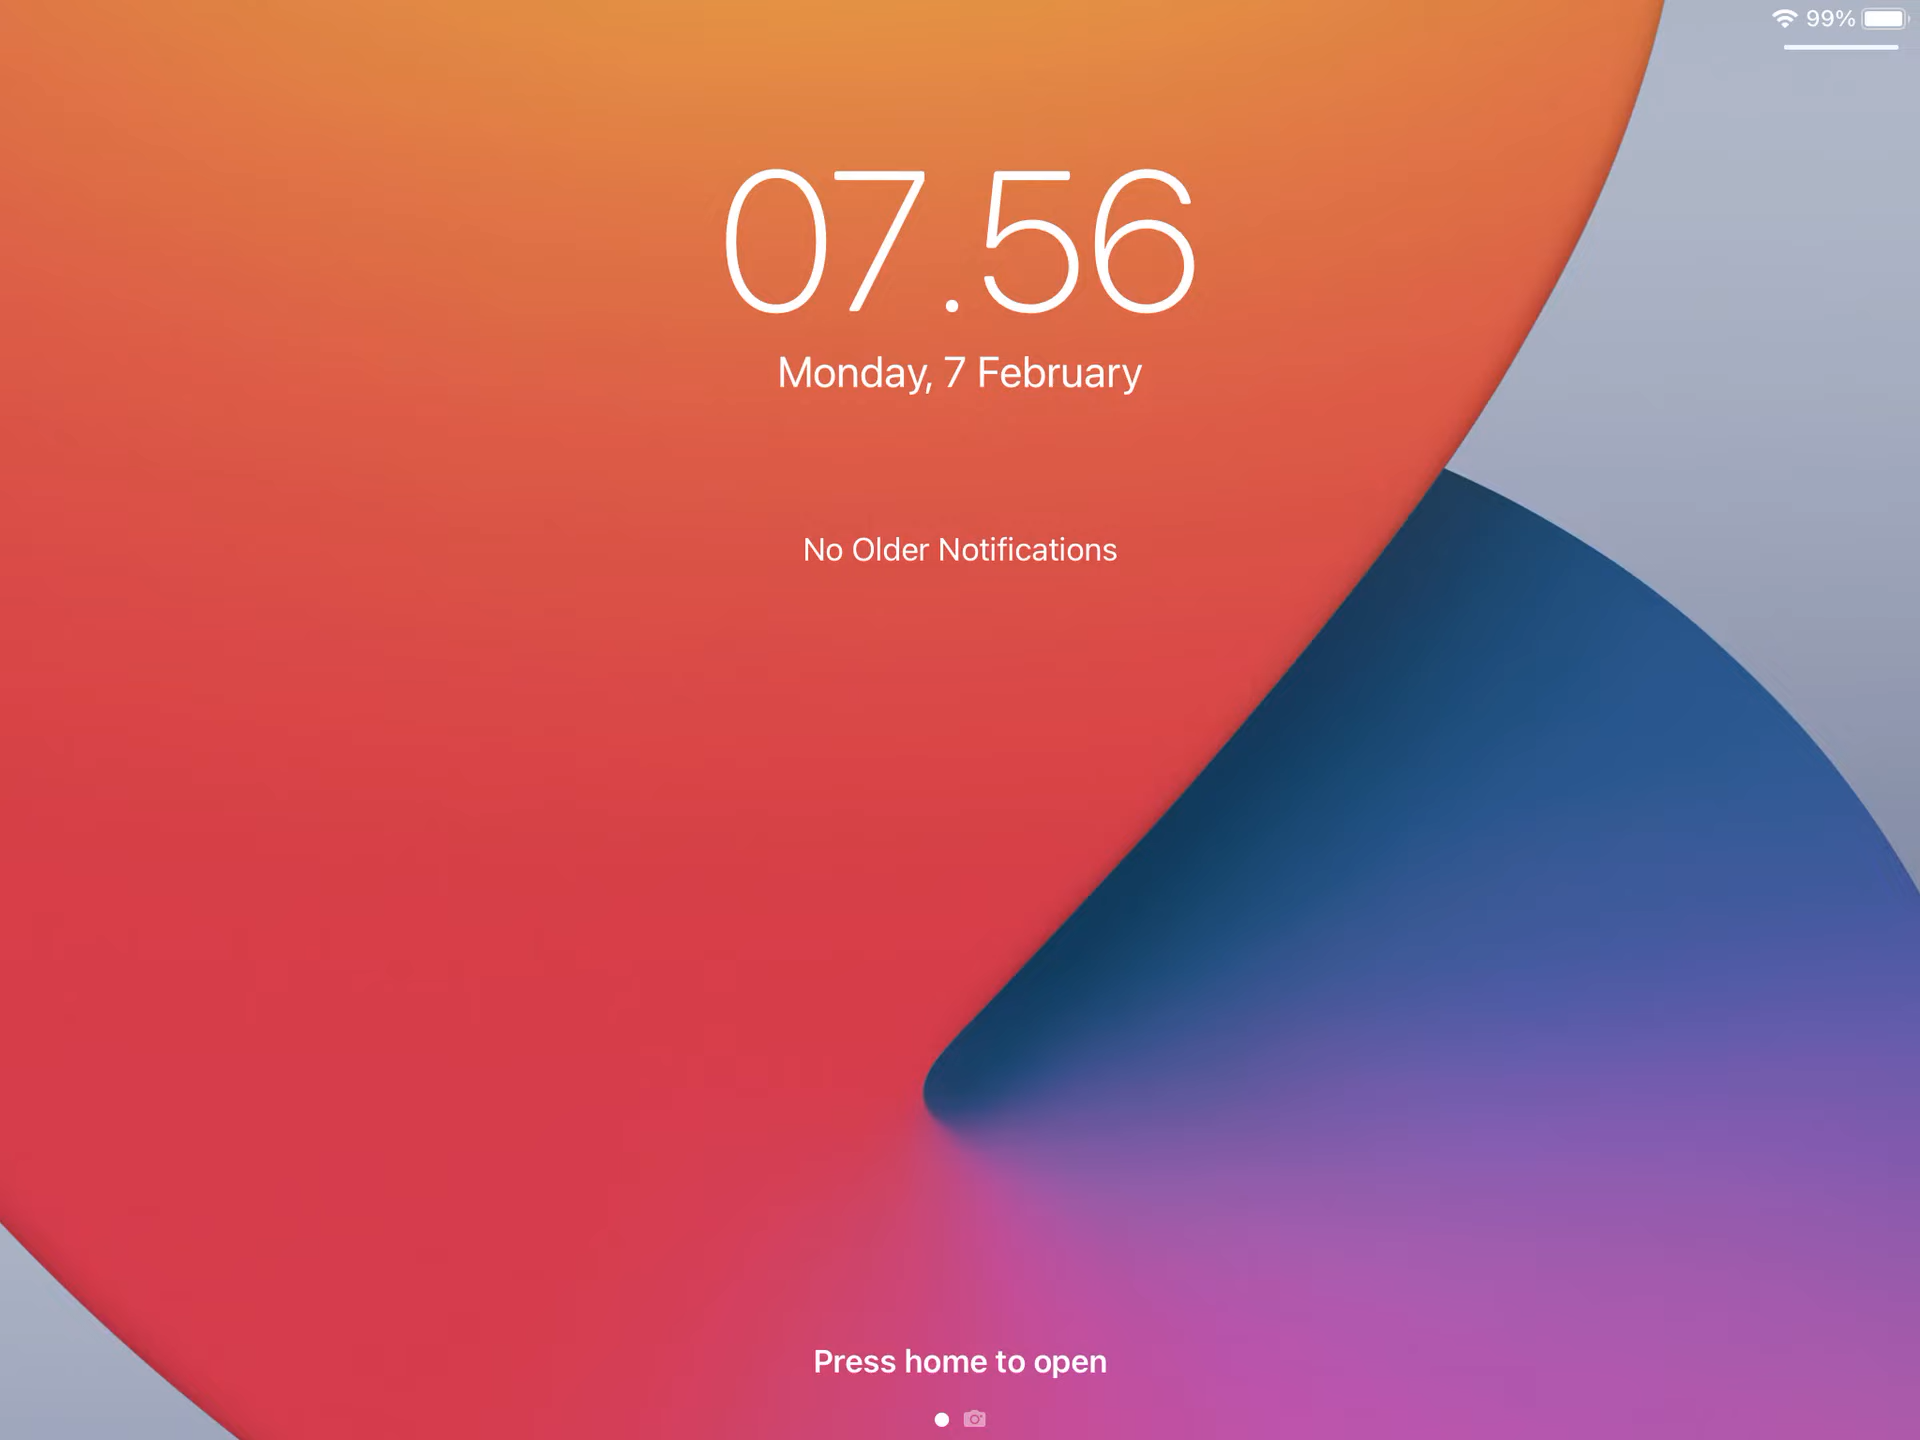 99%
07.56
Monday, 7 February
No Older Notifications
Press home to open